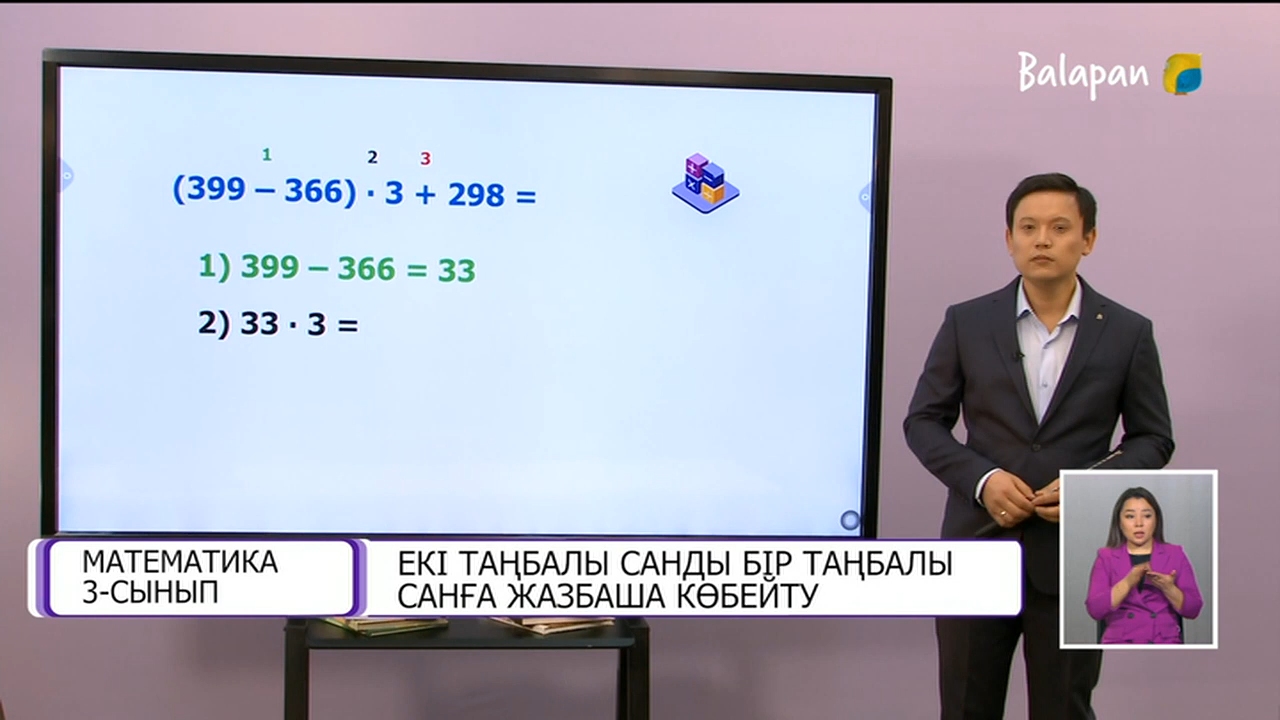 Balapan
1 2 3
(399 – 366) · 3 + 298 =
1) 399 – 366 = 33
2) 33 · 3 =
МАТЕМАТИКА
3-СЫНЫП
ЕКІ ТАҢБАЛЫ САНДЫ БІР ТАҢБАЛЫ
САНҒА ЖАЗБАША КӨБЕЙТУ